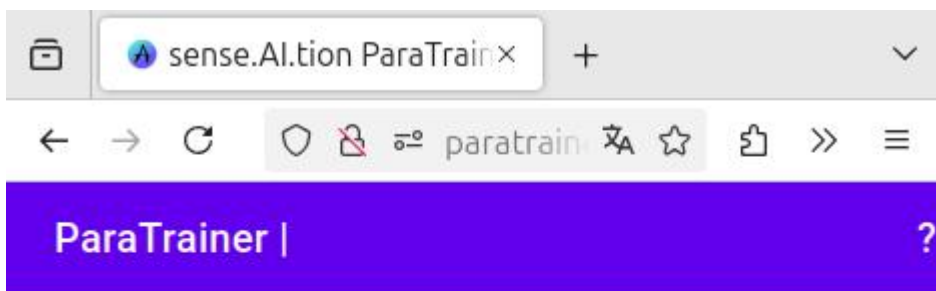 sense.AI.tion ParaTrain
paratrain
ParaTrainer |
?